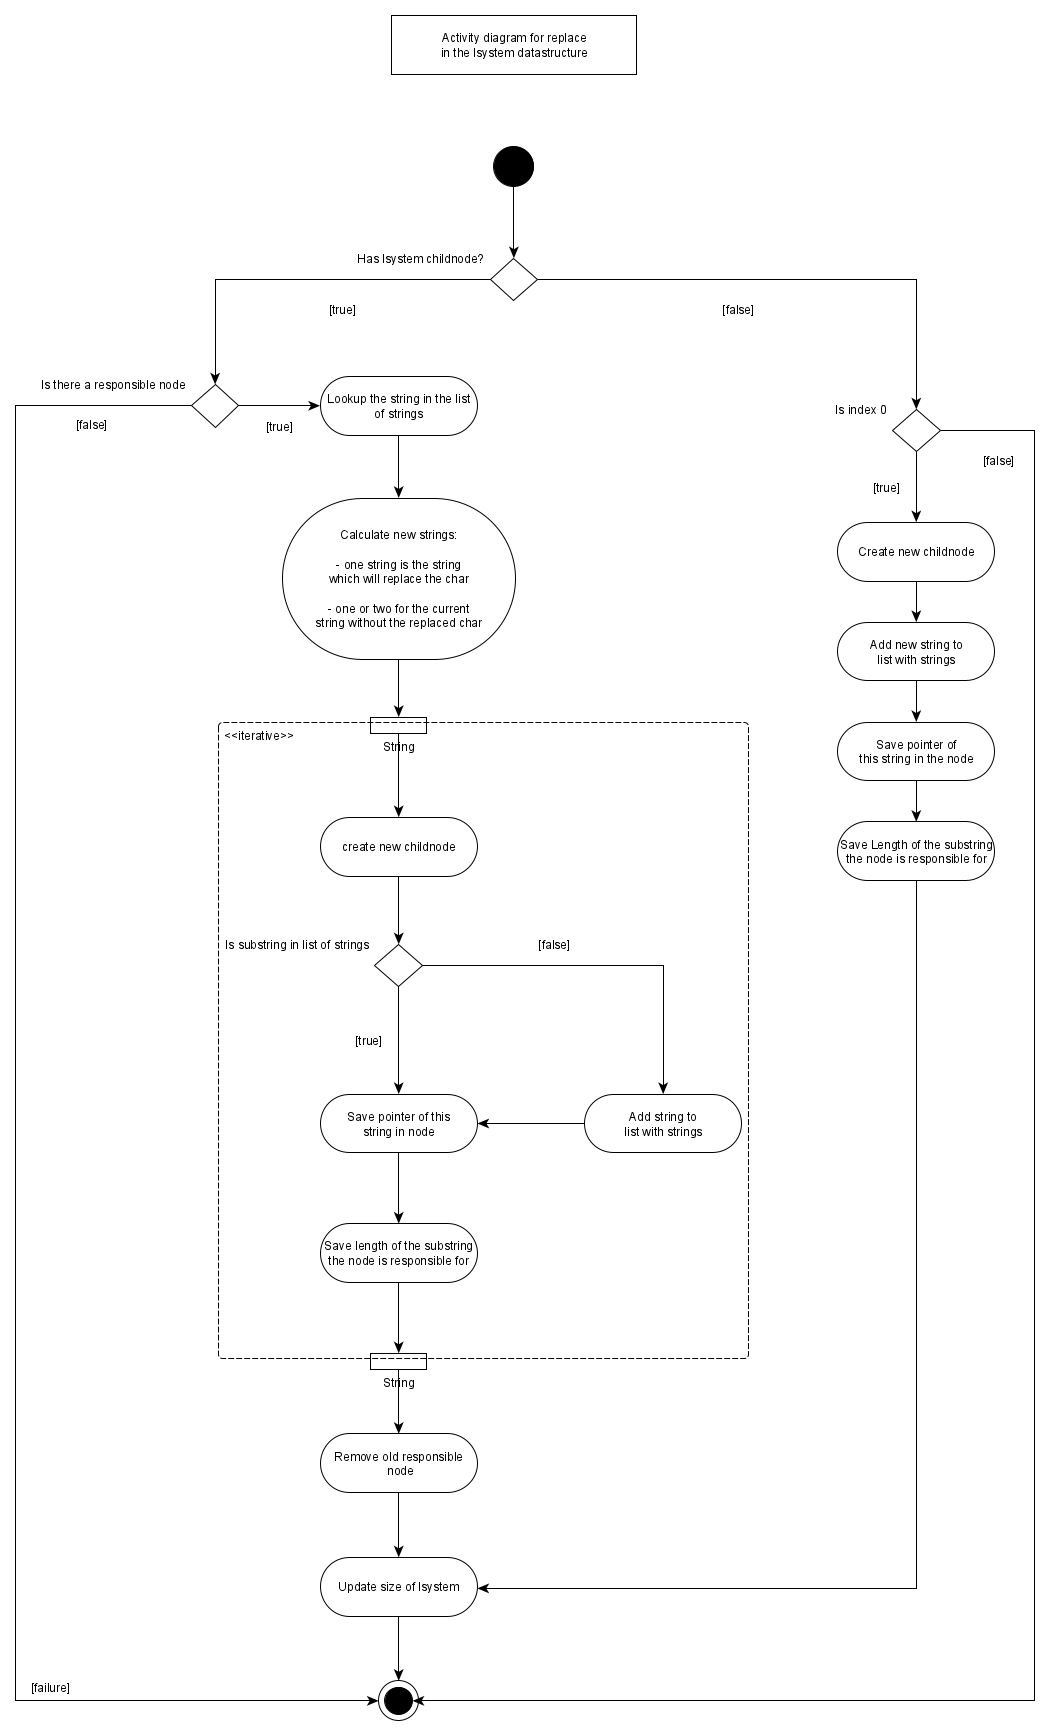 Activity diagram for replace
in the lsystem datastructure
Has lsystem childnode?
[true]
[false]
Is there a responsible node
[false]
[true]
Lookup the string in the list
of strings
Is index 0
[false]
[true]
Calculate new strings:
- one string is the string
which will replace the char
- one or two for the current
string without the replaced char
Create new childnode
Add new string to
list with strings
<<iterative>>
String
Save pointer of
this string in the node
create new childnode
Save Length of the substring
the node is responsible for
Is substring in list of strings
[false]
[true]
Save pointer of this
string in node
Add string to
list with strings
Save length of the substring
the node is responsible for
String
Remove old responsible
node
Update size of lsystem
[failure]